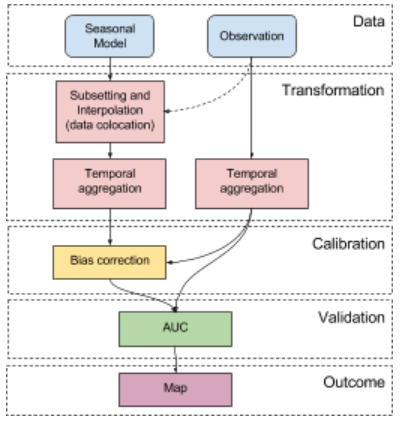 Data
Seasonal
Model
Observation
Transformation
Subsetting and
Interpolation
(data colocation)
Temporal
aggregation
Temporal
aggregation
Calibration
Bias correction
Validation
AUC
Outcome
Map